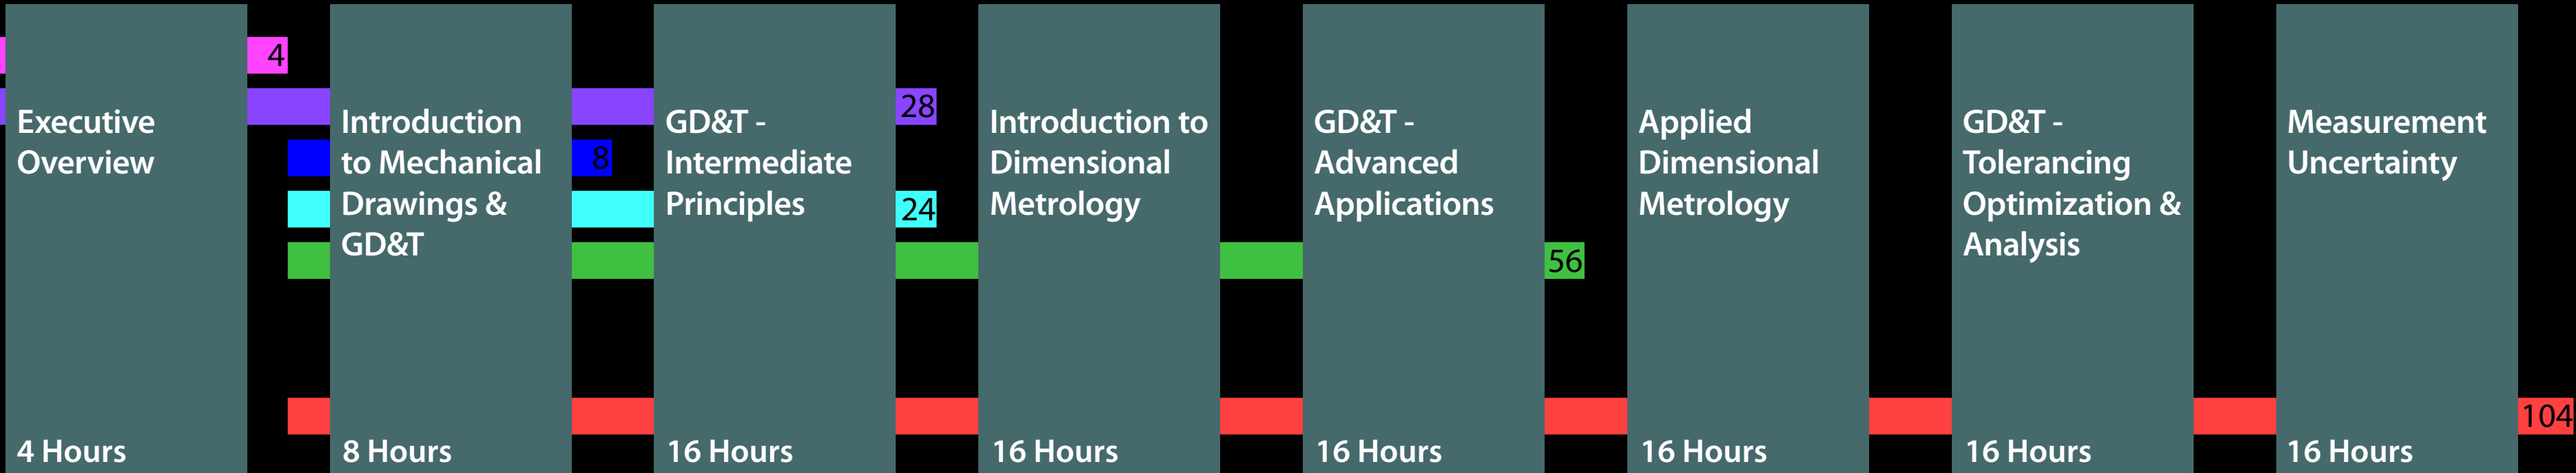 Executive
Overview
4 Hours
4
Introduction
to Mechanical
Drawings &
GD&T
8 Hours
8
GD&T -
Intermediate
Principles
16 Hours
28
24
Introduction to
Dimensional
Metrology
16 Hours
GD&T -
Advanced
Applications
16 Hours
56
Applied
Dimensional
Metrology
16 Hours
GD&T -
Tolerancing
Optimization &
Analysis
16 Hours
Measurement
Uncertainty
16 Hours
104